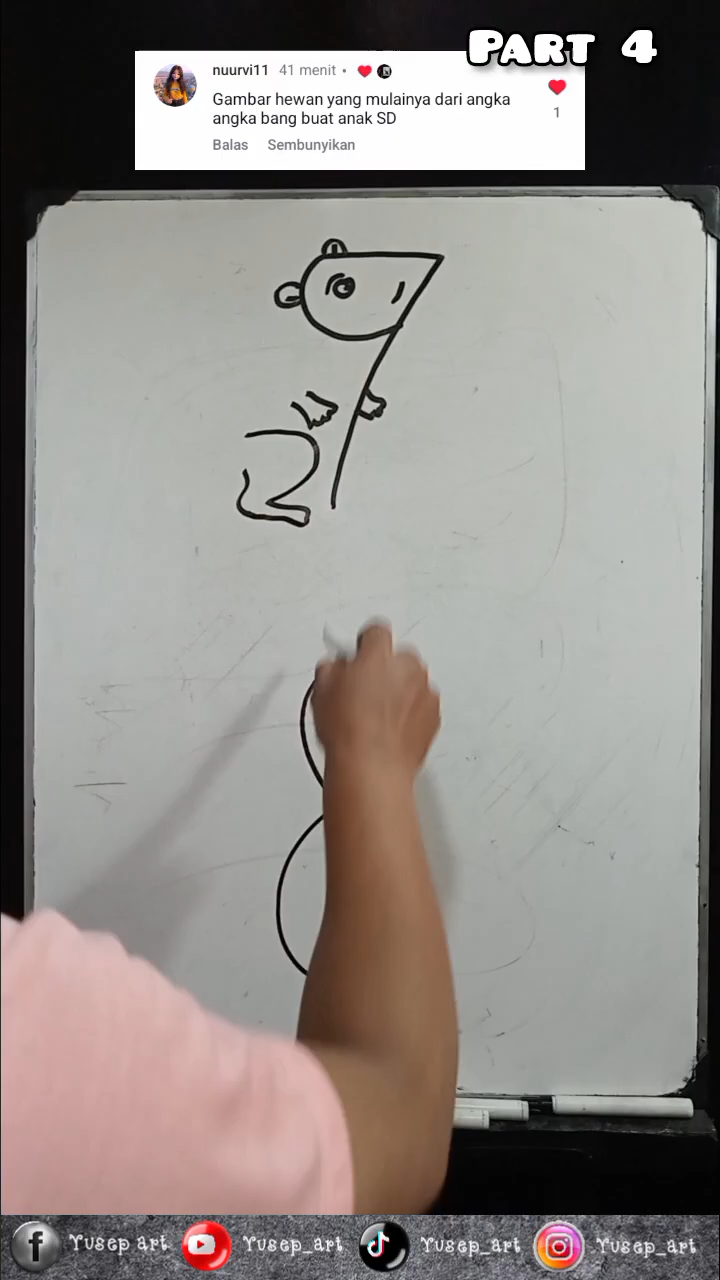 PART 4
nuurvi11 41 menit •
Gambar hewan yang mulainya dari angka
angka bang buat anak SD
1
Balas Sembunyikan
Yusep art Yusep_art Yusep_art Yusep_art